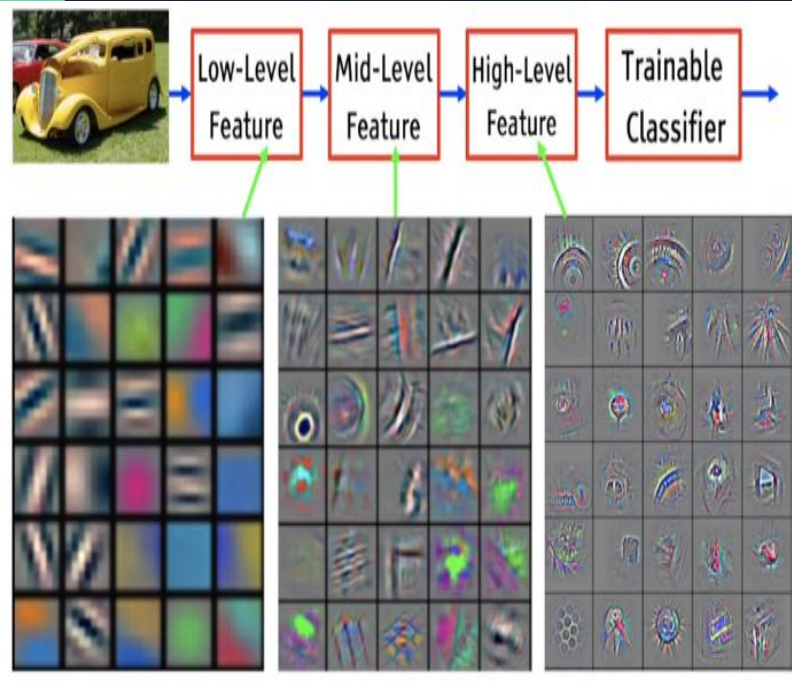 Low-Level
Feature
Mid-Level
Feature
High-Level
Feature
Trainable
Classifier